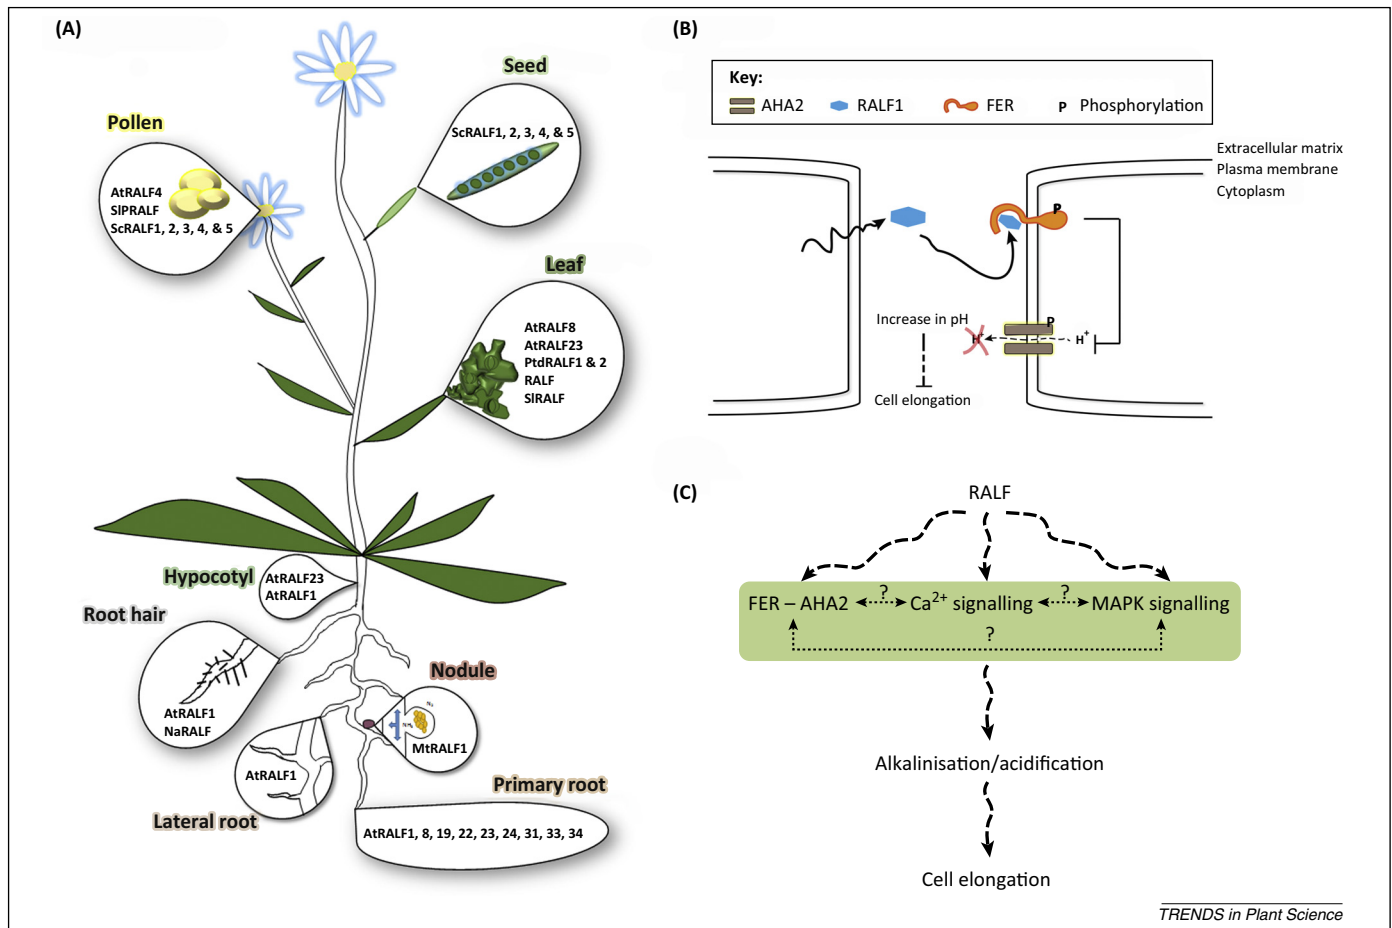 (A)
Seed
ScRALF1, 2, 3, 4, & 5
Pollen
AtRALF4
SlPRALF
ScRALF1, 2, 3, 4, & 5
Leaf
AtRALF8
AtRALF23
PtdRALF1 & 2
RALF
SlRALF
Hypocotyl
AtRALF23
AtRALF1
Root hair
AtRALF1
NaRALF
Nodule
N₂
NH₃
MtRALF1
Lateral root
AtRALF1
Primary root
AtRALF1, 8, 19, 22, 23, 24, 31, 33, 34
(B)
Key:
AHA2 RALF1 FER P Phosphorylation
Extracellular matrix
Plasma membrane
Cytoplasm
P
P
Increase in pH
H⁺
H⁺
Cell elongation
(C)
RALF
FER – AHA2 ? Ca²⁺ signalling ? MAPK signalling
?
Alkalinisation/acidification
Cell elongation
TRENDS in Plant Science